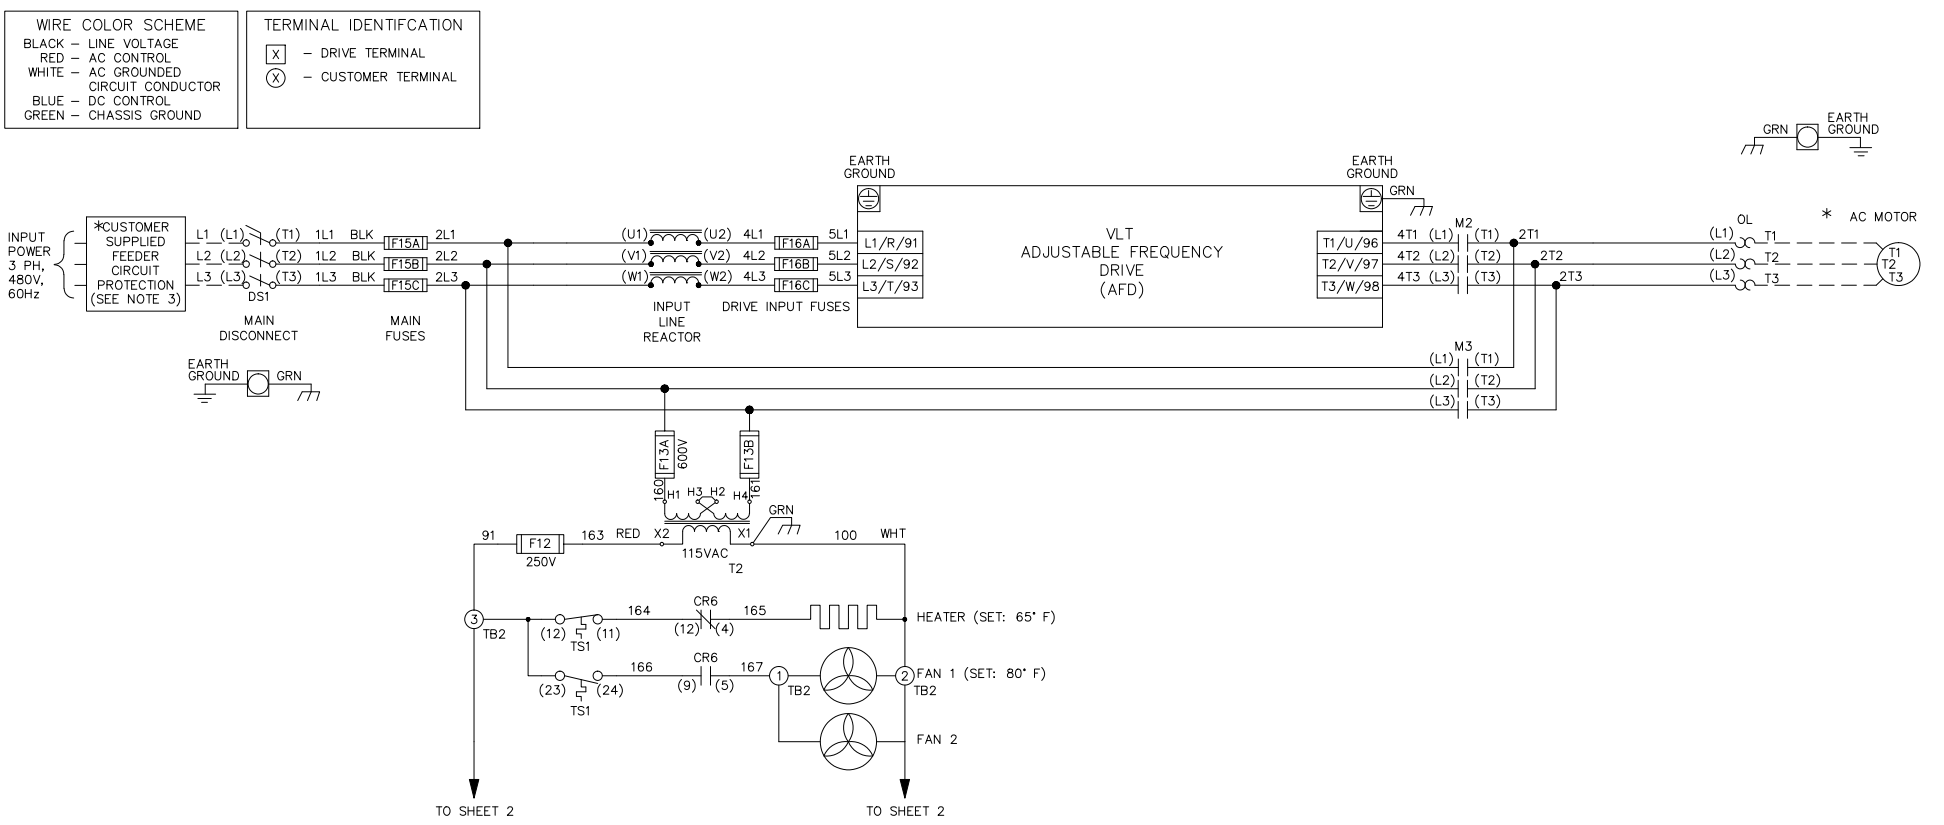 WIRE COLOR SCHEME
BLACK – LINE VOLTAGE
RED – AC CONTROL
WHITE – AC GROUNDED
CIRCUIT CONDUCTOR
BLUE – DC CONTROL
GREEN – CHASSIS GROUND
TERMINAL IDENTIFCATION
X – DRIVE TERMINAL
X – CUSTOMER TERMINAL
GRN
EARTH
GROUND
EARTH
GROUND
EARTH
GROUND
GRN
INPUT
POWER
3 PH,
480V,
60Hz
*CUSTOMER
SUPPLIED
FEEDER
CIRCUIT
PROTECTION
(SEE NOTE 3)
L1 (L1) (T1) 1L1 BLK F15A 2L1 (U1) (U2) 4L1 F16A 5L1 L1/R/91
L2 (L2) (T2) 1L2 BLK F15B 2L2 (V1) (V2) 4L2 F16B 5L2 L2/S/92
L3 (L3) (T3) 1L3 BLK F15C 2L3 (W1) (W2) 4L3 F16C 5L3 L3/T/93
DS1
MAIN
DISCONNECT
MAIN
FUSES
INPUT
LINE
REACTOR
DRIVE INPUT FUSES
VLT
ADJUSTABLE FREQUENCY
DRIVE
(AFD)
M2
T1/U/96 4T1 (L1) (T1) 2T1
T2/V/97 4T2 (L2) (T2) 2T2
T3/W/98 4T3 (L3) (T3) 2T3
OL
(L1) T1
(L2) T2
(L3) T3
* AC MOTOR
T1
T2
T3
EARTH
GROUND
GRN
M3
(L1) (T1)
(L2) (T2)
(L3) (T3)
F13A
600V
F13B
160
161
H1 H3 H2 H4
GRN
91 F12 163 RED X2 X1 100 WHT
250V
115VAC
T2
3
TB2
(12) (11)
TS1
164
CR6
(12) (4)
165
HEATER (SET: 65° F)
(23) (24)
TS1
166
CR6
(9) (5)
167
1
TB2
2
TB2
FAN 1 (SET: 80° F)
FAN 2
TO SHEET 2
TO SHEET 2